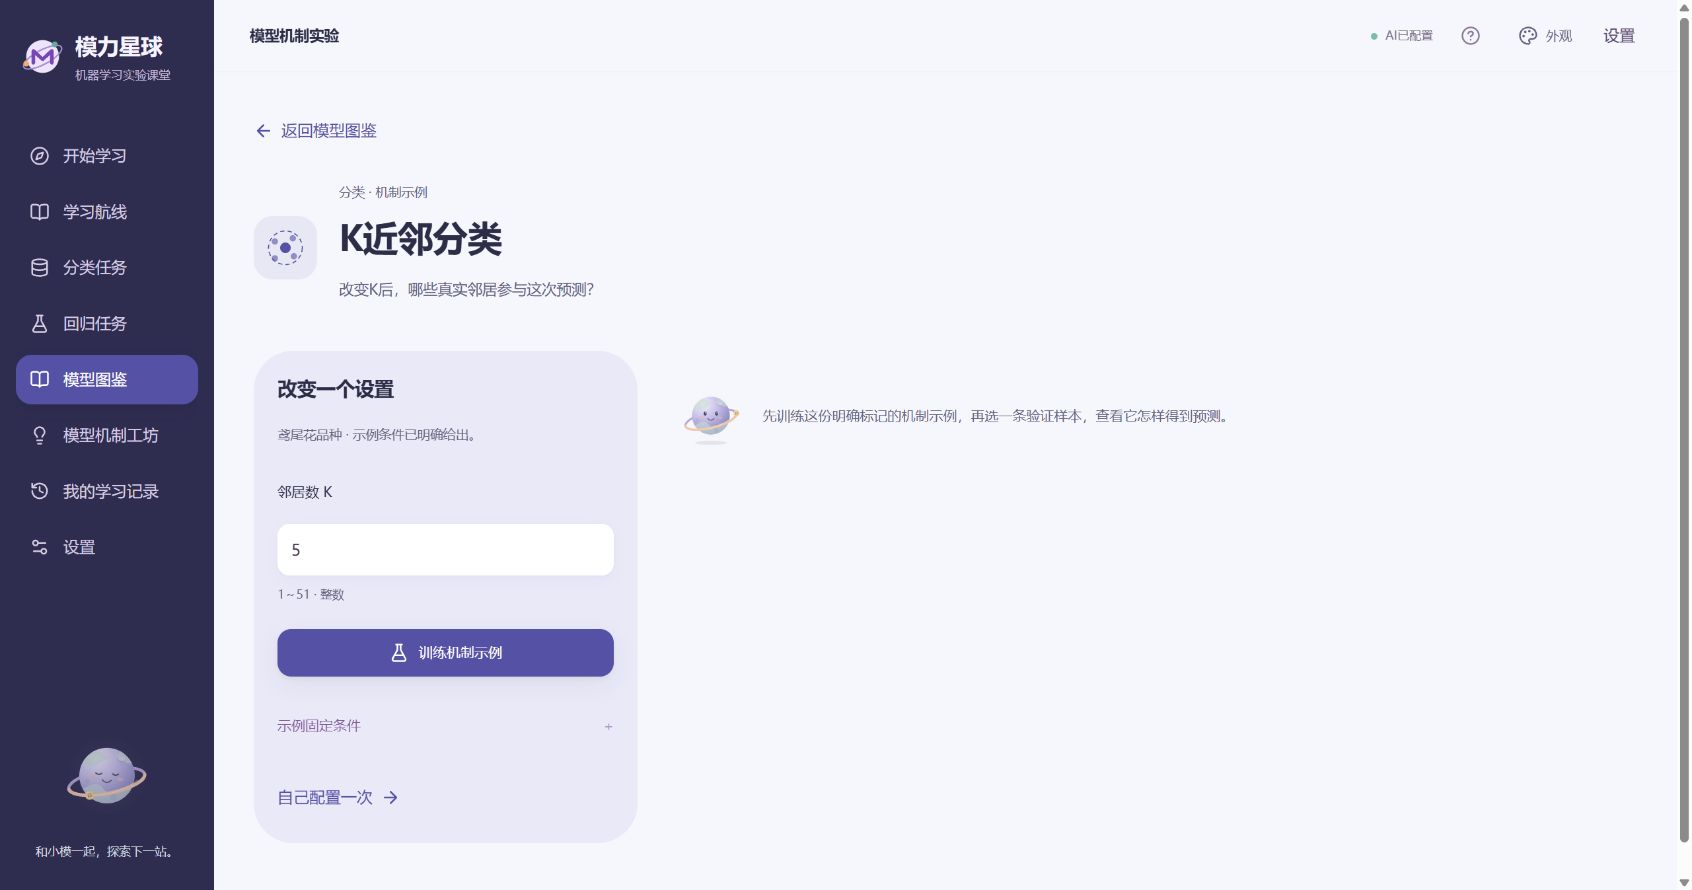 模力星球
机器学习实验课堂
开始学习
学习航线
分类任务
回归任务
模型图鉴
模型机制工坊
我的学习记录
设置
和小模一起，探索下一站。
模型机制实验
AI已配置
外观
设置
返回模型图鉴
分类 · 机制示例
K近邻分类
改变K后，哪些真实邻居参与这次预测？
改变一个设置
鸢尾花品种 · 示例条件已明确给出。
邻居数 K
5
1～51 · 整数
训练机制示例
示例固定条件 +
自己配置一次 →
先训练这份明确标记的机制示例，再选一条验证样本，查看它怎样得到预测。